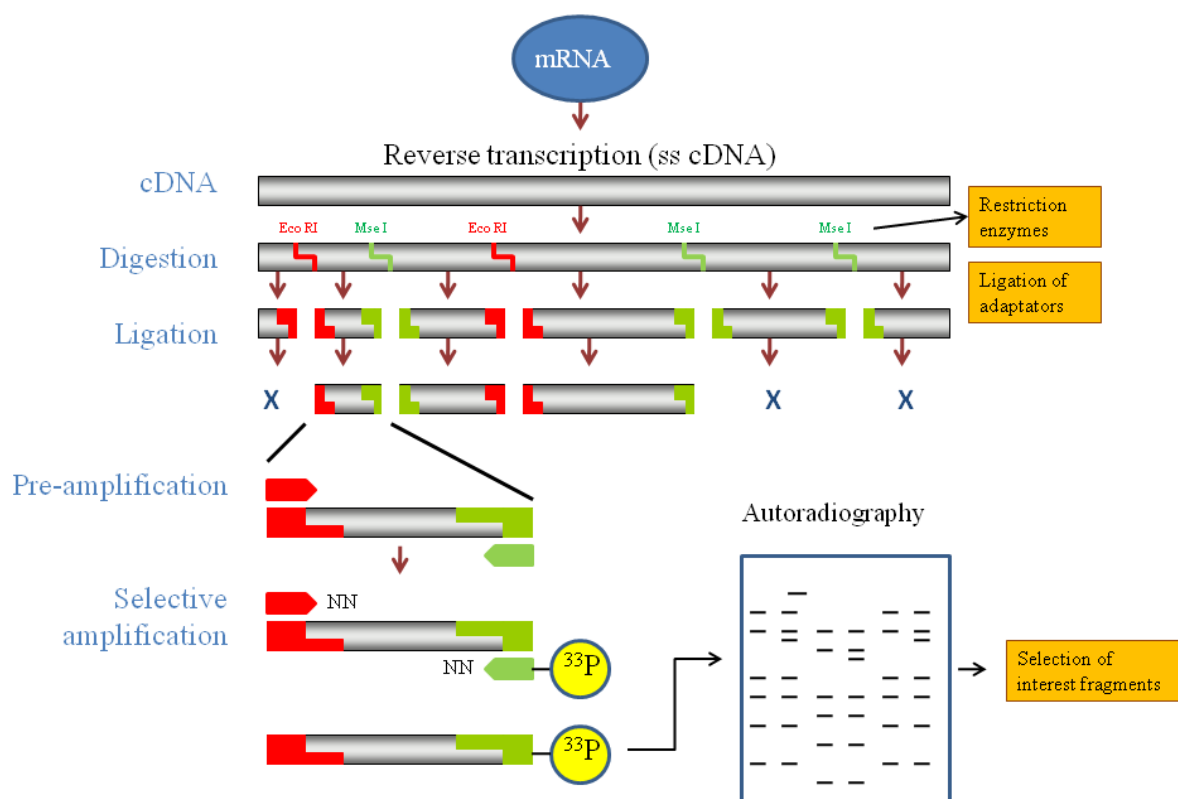 mRNA
Reverse transcription (ss cDNA)
cDNA
Restriction
enzymes
Eco RI
Mse I
Eco RI
Mse I
Mse I
Digestion
Ligation of
adaptators
Ligation
X
X
X
Pre-amplification
Autoradiography
Selective
amplification
NN
NN
33P
Selection of
interest fragments
33P